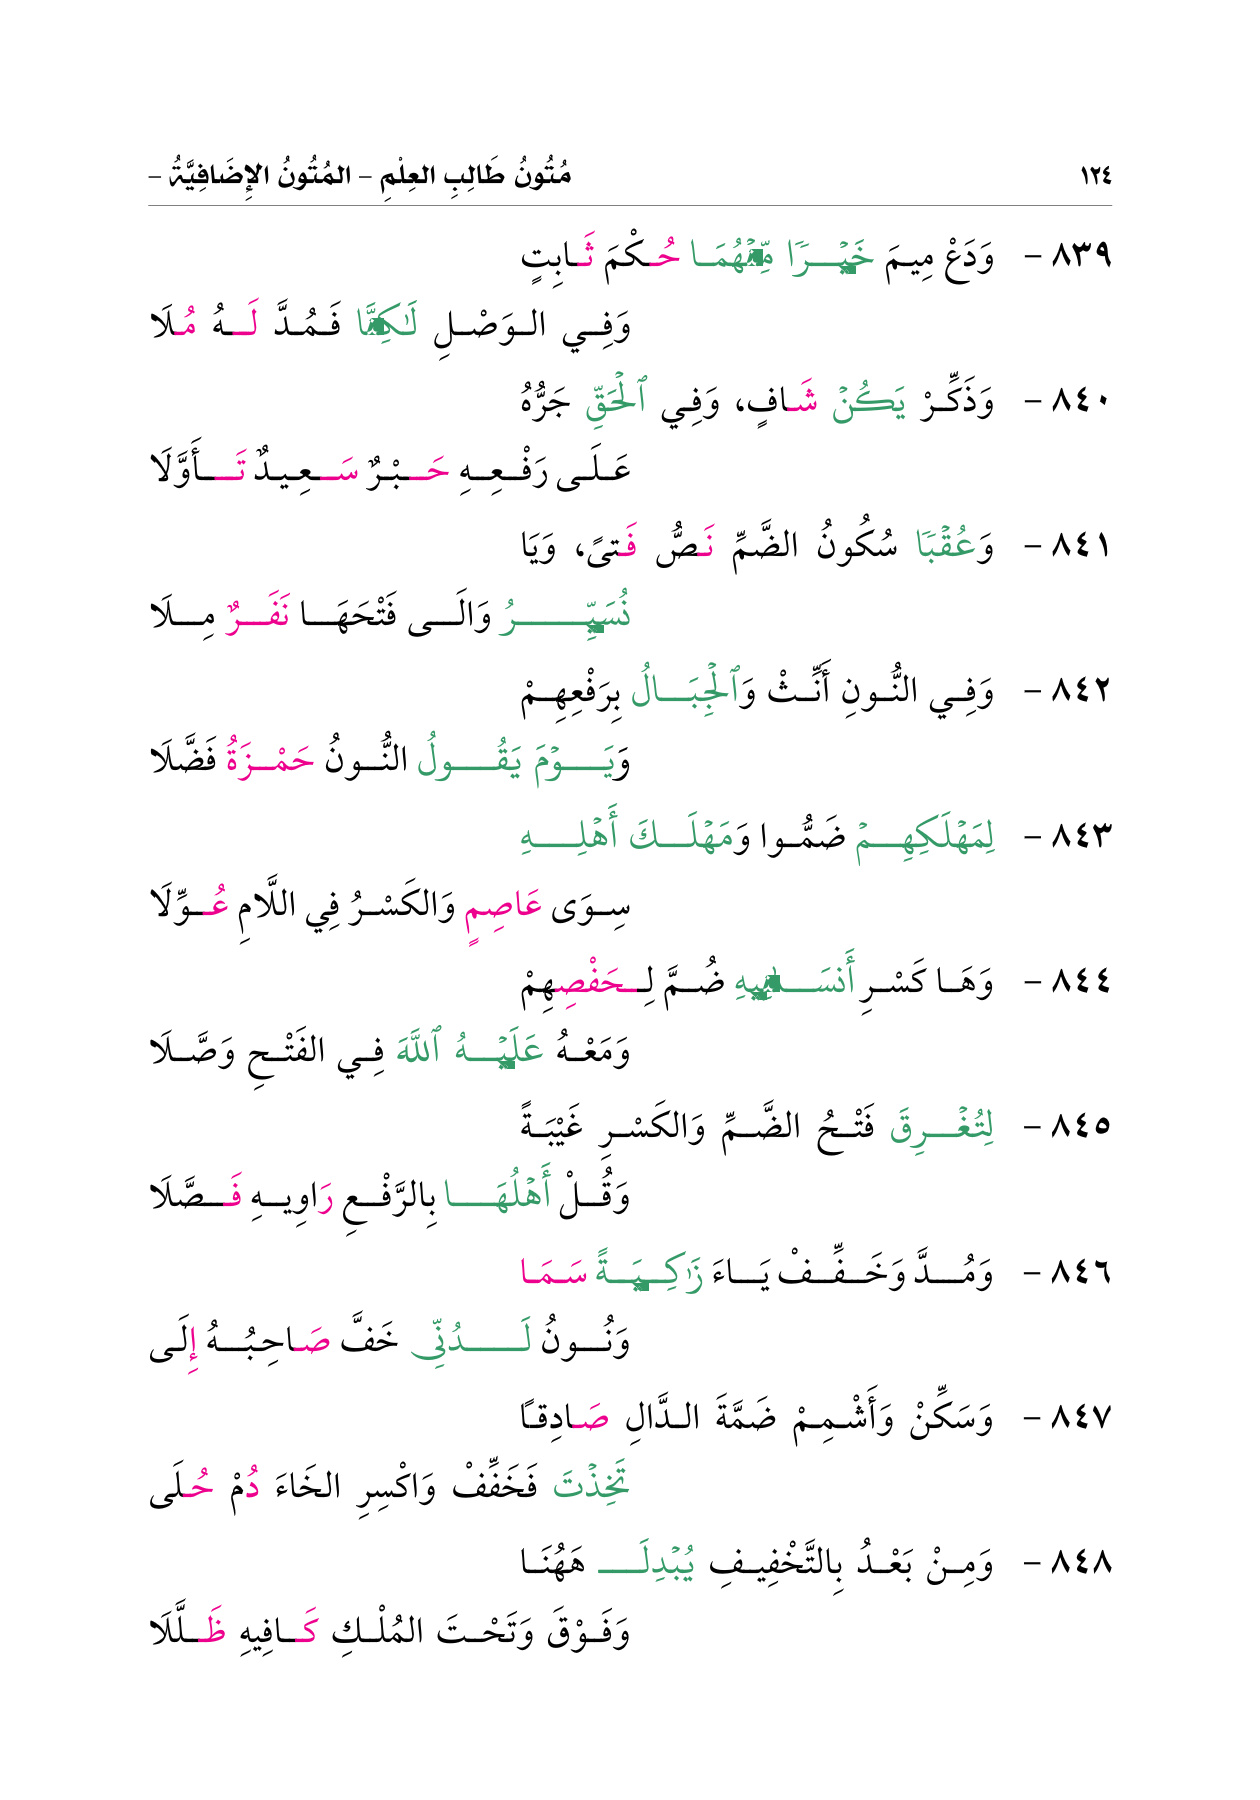 ١٢٤ مُتُونُ طَالِبِ العِلْمِ – المُتُونُ الإِضَافِيَّةُ –
٨٣٩ – وَدَعْ مِيمَ خَيْرًا مِّنْهُمَا حُكْمَ ثَابِتٍ
وَفِي الوَصْلِ لَٰكِنَّا فَمُدَّ لَهُ مُلَا
٨٤٠ – وَذَكِّرْ يَكُنْ شَافٍ، وَفِي ٱلْحَقِّ جَرُّهُ
عَلَى رَفْعِهِ حَبْرٌ سَعِيدٌ تَأَوَّلَا
٨٤١ – وَعُقْبًا سُكُونُ الضَّمِّ نَصُّ فَتىً، وَيَا
نُسَيِّرُ وَالَى فَتْحَهَا نَفَرٌ مِلَا
٨٤٢ – وَفِي النُّونِ أَنِّثْ وَٱلْجِبَالُ بِرَفْعِهِمْ
وَيَوْمَ يَقُولُ النُّونُ حَمْزَةُ فَضَّلَا
٨٤٣ – لِمَهْلَكِهِمْ ضَمُّوا وَمَهْلَكَ أَهْلِهِ
سِوَى عَاصِمٍ وَالكَسْرُ فِي اللَّامِ عُوِّلَا
٨٤٤ – وَهَا كَسْرِ أَنسَىٰنِيهِ ضُمَّ لِحَفْصِهِمْ
وَمَعْهُ عَلَيْهُ ٱللَّهَ فِي الفَتْحِ وَصَّلَا
٨٤٥ – لِتُغْرِقَ فَتْحُ الضَّمِّ وَالكَسْرِ غَيْبَةً
وَقُلْ أَهْلُهَا بِالرَّفْعِ رَاوِيهِ فَصَّلَا
٨٤٦ – وَمُدَّ وَخَفِّفْ يَاءَ زَٰكِيَةً سَمَا
وَنُونُ لَدُنِّي خَفَّ صَاحِبُهُ إِلَى
٨٤٧ – وَسَكِّنْ وَأَشْمِمْ ضَمَّةَ الدَّالِ صَادِقًا
تَخِذْتَ فَخَفِّفْ وَاكْسِرِ الخَاءَ دُمْ حُلَى
٨٤٨ – وَمِنْ بَعْدُ بِالتَّخْفِيفِ يُبْدِلَ هَهُنَا
وَفَوْقَ وَتَحْتَ المُلْكِ كَافِيهِ ظَلَّلَا